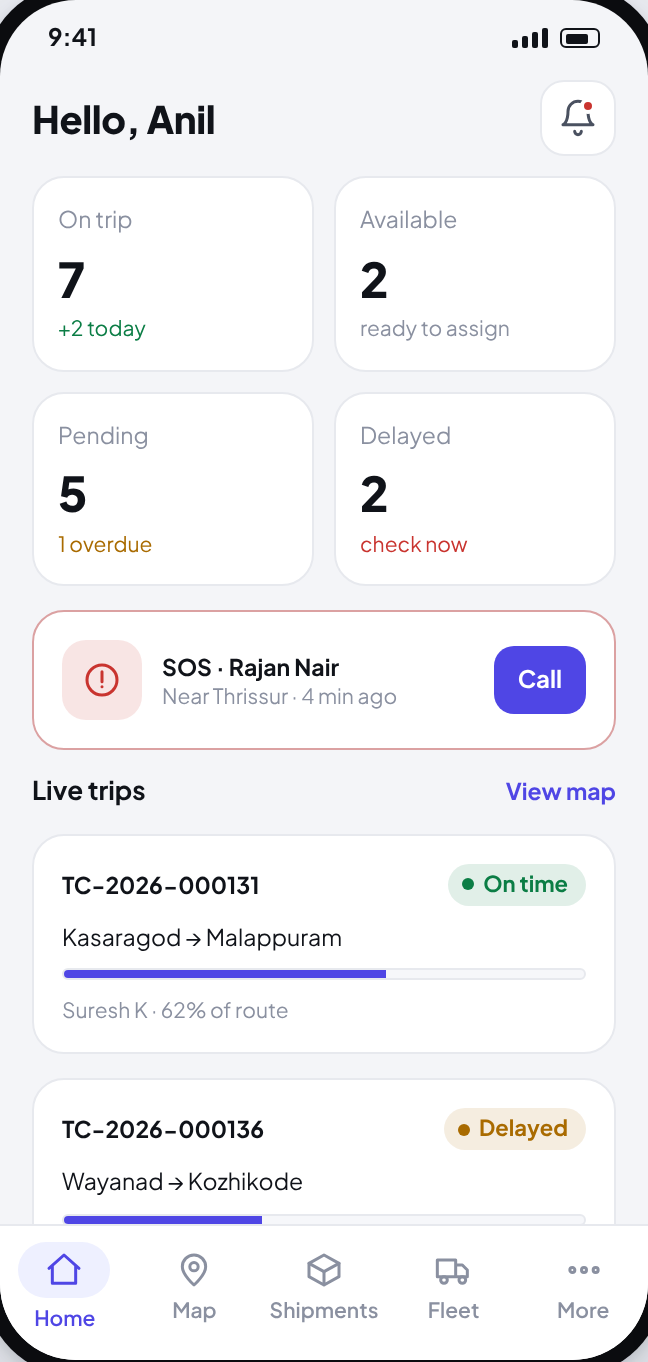 9:41
Hello, Anil
On trip
7
+2 today
Available
2
ready to assign
Pending
5
1 overdue
Delayed
2
check now
SOS · Rajan Nair
Near Thrissur · 4 min ago
Call
Live trips
View map
TC-2026-000131
On time
Kasaragod → Malappuram
Suresh K · 62% of route
TC-2026-000136
Delayed
Wayanad → Kozhikode
Home
Map
Shipments
Fleet
More